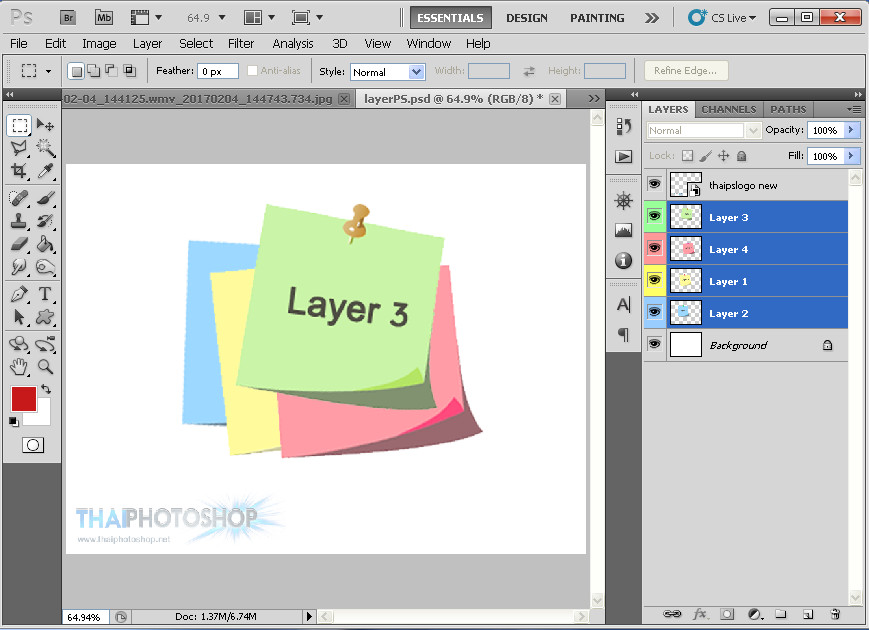 Ps Br Mb 64.9 ESSENTIALS DESIGN PAINTING CS Live
File Edit Image Layer Select Filter Analysis 3D View Window Help
Feather: 0 px Anti-alias Style: Normal Width: Height: Refine Edge...
02-04_144125.wmv_20170204_144743.734.jpg layerPS.psd @ 64.9% (RGB/8) *
LAYERS CHANNELS PATHS
Normal Opacity: 100%
Lock: Fill: 100%
thaipslogo new
Layer 3
Layer 4
Layer 1
Layer 2
Background
Layer 3
THAIPHOTOSHOP
www.thaiphotoshop.net
64.94% Doc: 1.37M/6.74M